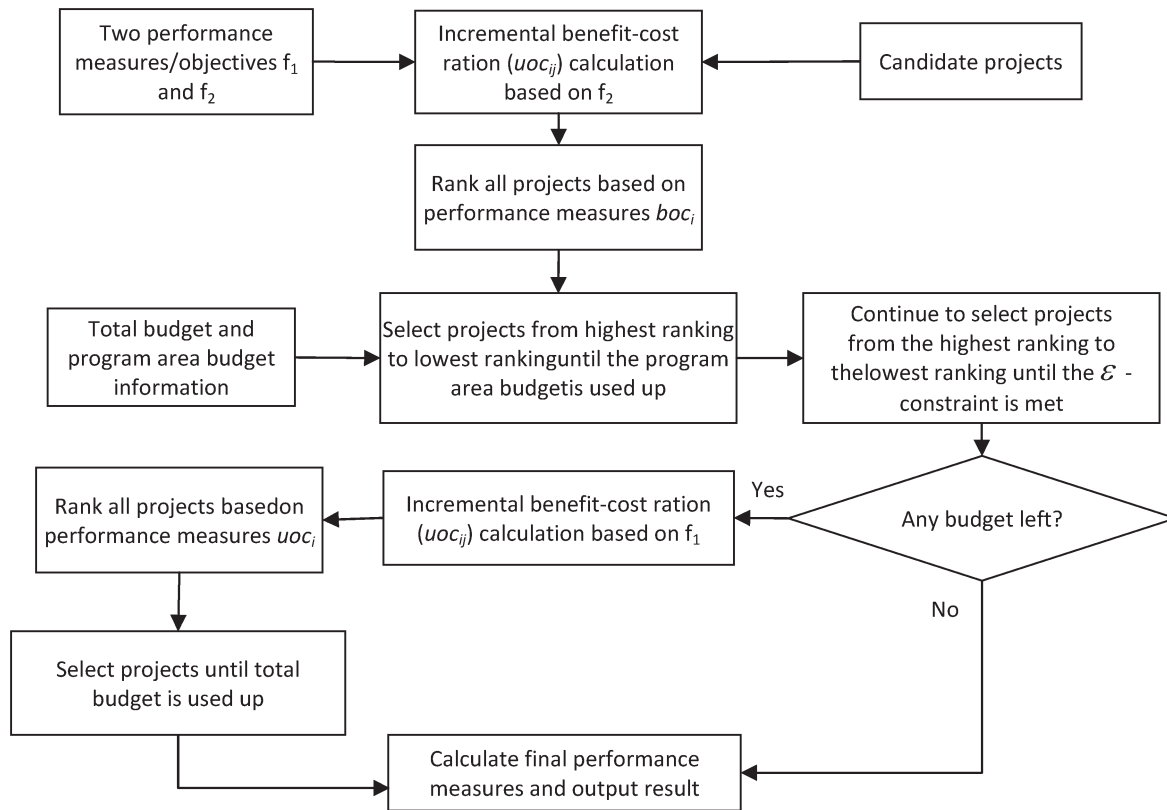 Two performance
measures/objectives f1
and f2
Incremental benefit-cost
ration (uocij) calculation
based on f2
Candidate projects
Rank all projects based on
performance measures boci
Total budget and
program area budget
information
Select projects from highest ranking
to lowest rankinguntil the program
area budgetis used up
Continue to select projects
from the highest ranking to
thelowest ranking until the ε -
constraint is met
Any budget left?
Yes
Incremental benefit-cost ration
(uocij) calculation based on f1
Rank all projects basedon
performance measures uoci
No
Select projects until total
budget is used up
Calculate final performance
measures and output result